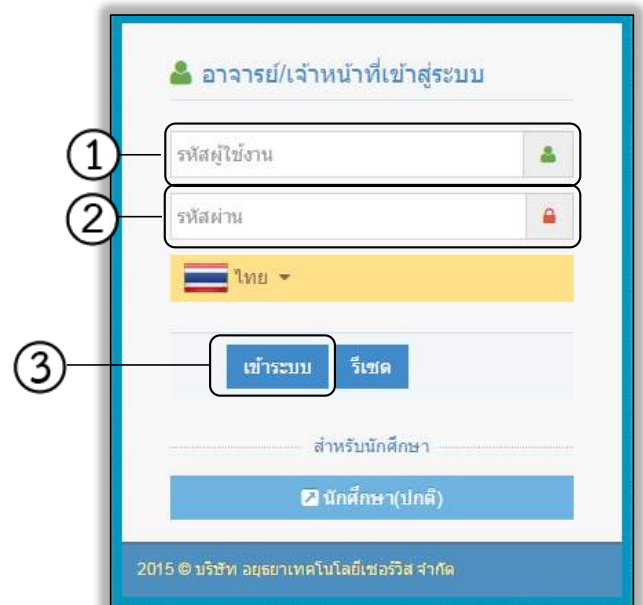 อาจารย์/เจ้าหน้าที่เข้าสู่ระบบ
1
รหัสผู้ใช้งาน
2
รหัสผ่าน
ไทย
3
เข้าระบบ รีเซต
สำหรับนักศึกษา
นักศึกษา(ปกติ)
2015 © บริษัท อยุธยาเทคโนโลยีเซอร์วิส จำกัด